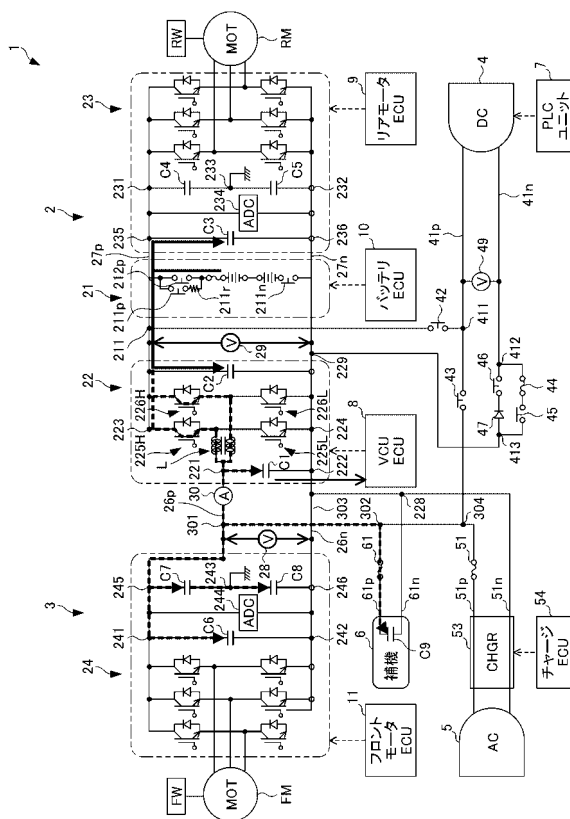 1
RW
MOT
RM
23
9
リアモータ
ECU
4
DC
7
PLC
ユニット
231
C4
233
C5
232
234
ADC
2
235
C3
236
27p
27n
10
バッテリ
ECU
41p
41n
49
V
212p
21
211p
211r
211n
211
42
411
412
V
29
229
22
C2
226H
226L
223
224
225H
225L
L
221
C1
222
8
VCU
ECU
43
46
44
47
45
413
30
A
26p
301
303
26n
302
228
304
V
28
245
C7
243
C8
246
244
ADC
3
241
C6
242
24
61
61p
61n
6
補機
C9
51
51p
51n
53
CHGR
54
チャージ
ECU
11
フロント
モータ
ECU
5
AC
FW
MOT
FM